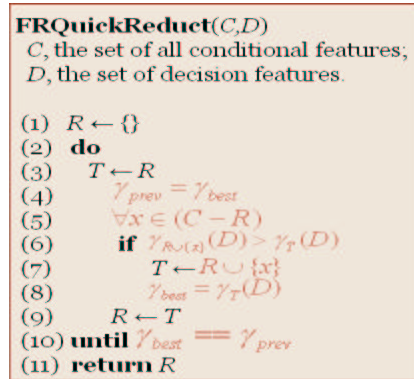 FRQuickReduct(C,D)
C, the set of all conditional features;
D, the set of decision features.
(1) R ← {}
(2) do
(3) T ← R
(4) γprev = γbest
(5) ∀x ∈ (C − R)
(6) if γR∪{x}(D) > γT(D)
(7) T ← R ∪ {x}
(8) γbest = γT(D)
(9) R ← T
(10) until γbest == γprev
(11) return R